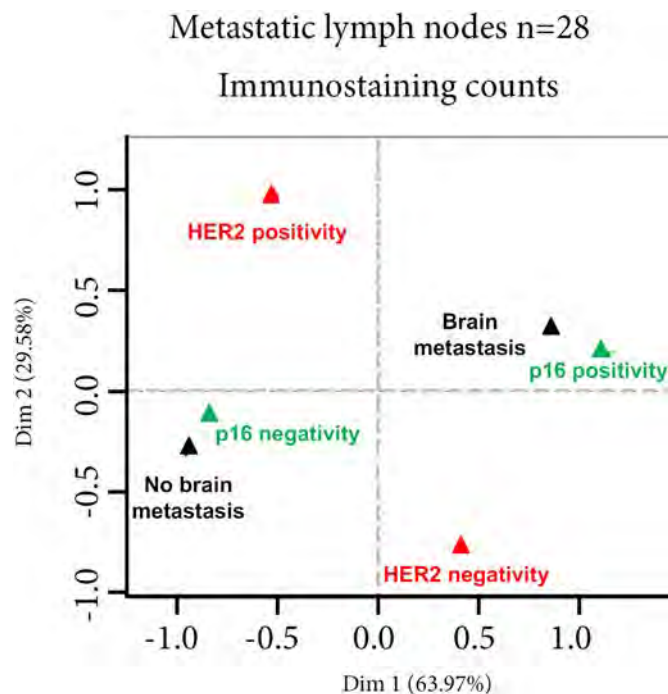 Metastatic lymph nodes n=28
Immunostaining counts
1.0
HER2 positivity
0.5
Brain
metastasis
p16 positivity
0.0
p16 negativity
No brain
metastasis
-0.5
HER2 negativity
-1.0
Dim 2 (29.58%)
-1.0 -0.5 0.0 0.5 1.0
Dim 1 (63.97%)